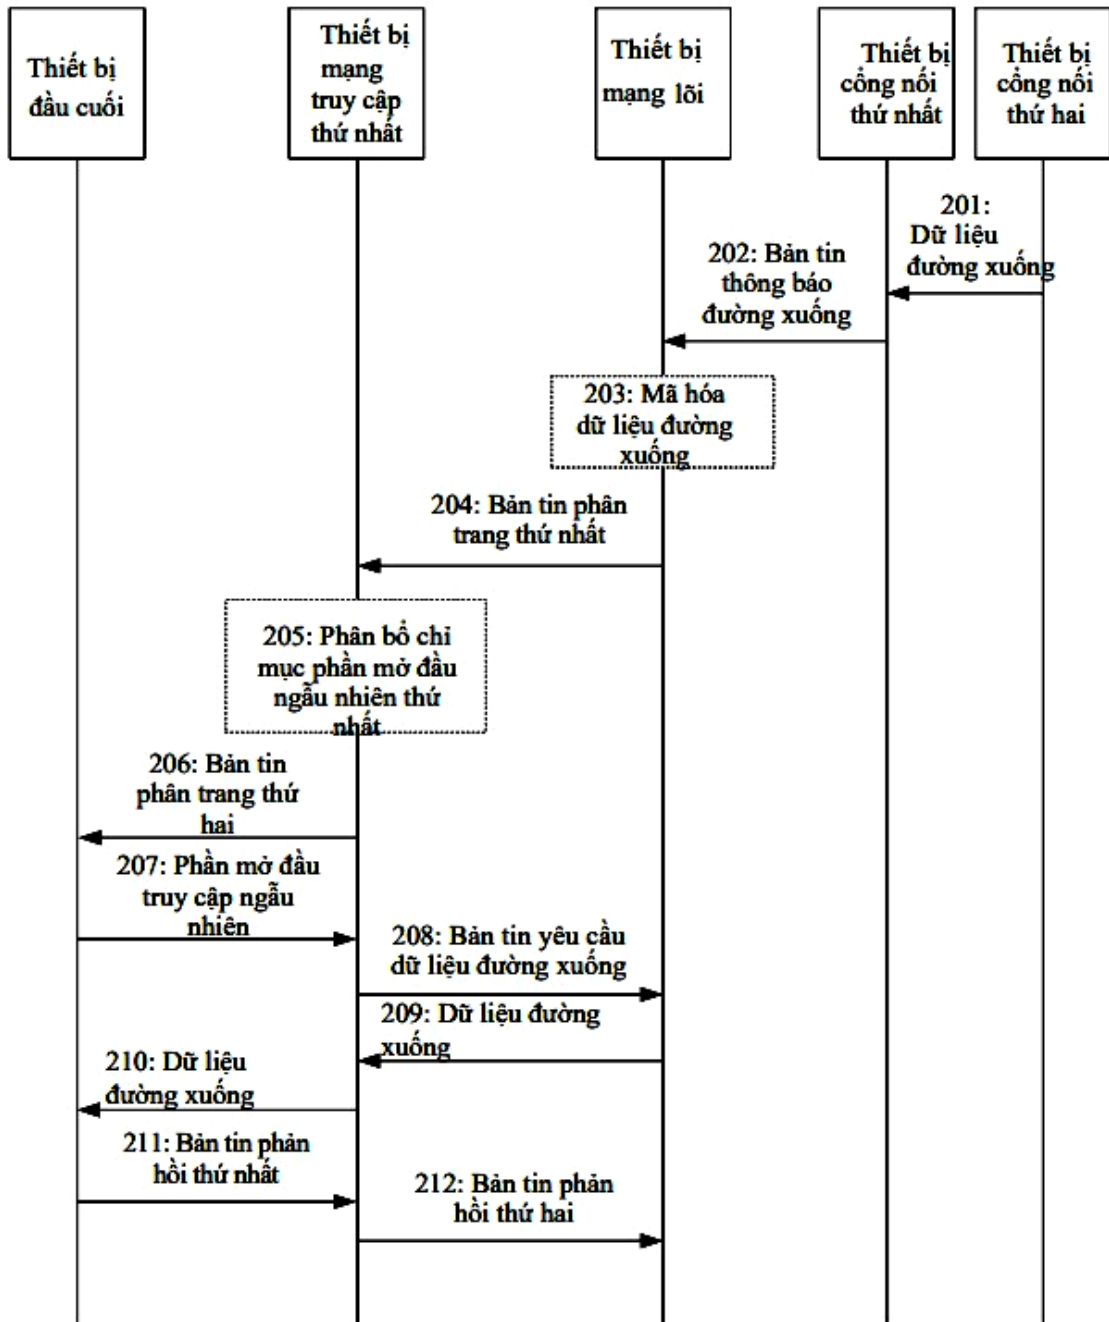 Thiết bị
đầu cuối
Thiết bị
mạng
truy cập
thứ nhất
Thiết bị
mạng lõi
Thiết bị
cổng nối
thứ nhất
Thiết bị
cổng nối
thứ hai
201:
Dữ liệu
đường xuống
202: Bản tin
thông báo
đường xuống
203: Mã hóa
dữ liệu đường
xuống
204: Bản tin phân
trang thứ nhất
205: Phân bổ chỉ
mục phần mở đầu
ngẫu nhiên thứ
nhất
206: Bản tin
phân trang thứ
hai
207: Phần mở đầu
truy cập ngẫu
nhiên
208: Bản tin yêu cầu
dữ liệu đường xuống
209: Dữ liệu đường
xuống
210: Dữ liệu
đường xuống
211: Bản tin phản
hồi thứ nhất
212: Bản tin phản
hồi thứ hai